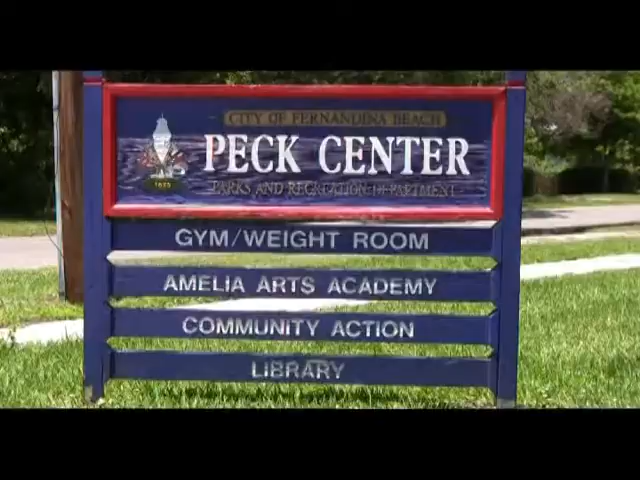 CITY OF FERNANDINA BEACH
PECK CENTER
PARKS AND RECREATION DEPARTMENT
GYM/WEIGHT ROOM
AMELIA ARTS ACADEMY
COMMUNITY ACTION
LIBRARY